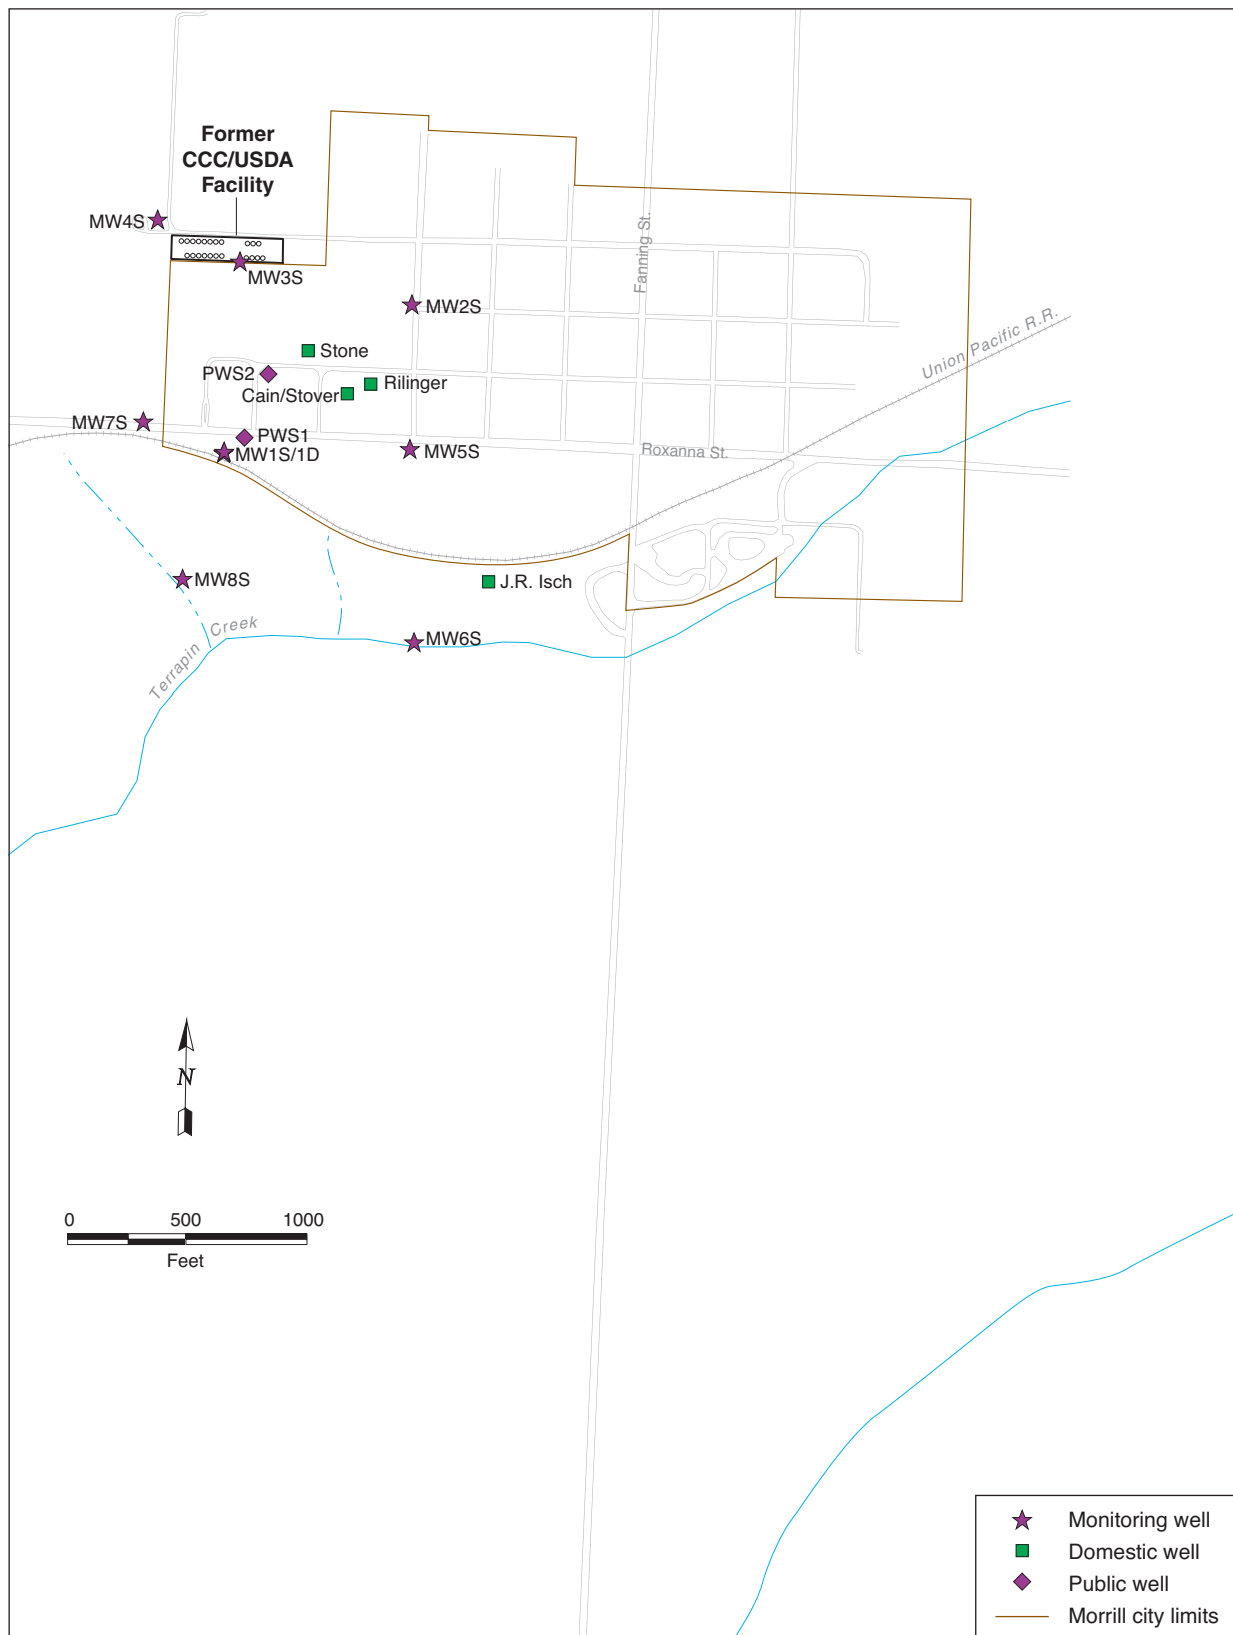 Former
CCC/USDA
Facility
MW4S
MW3S
Fanning St.
MW2S
Union Pacific R.R.
Stone
PWS2
Rilinger
Cain/Stover
MW7S
PWS1
MW1S/1D
MW5S
Roxanna St.
MW8S
J.R. Isch
Terrapin Creek
MW6S
N
0 500 1000
Feet
Monitoring well
Domestic well
Public well
Morrill city limits